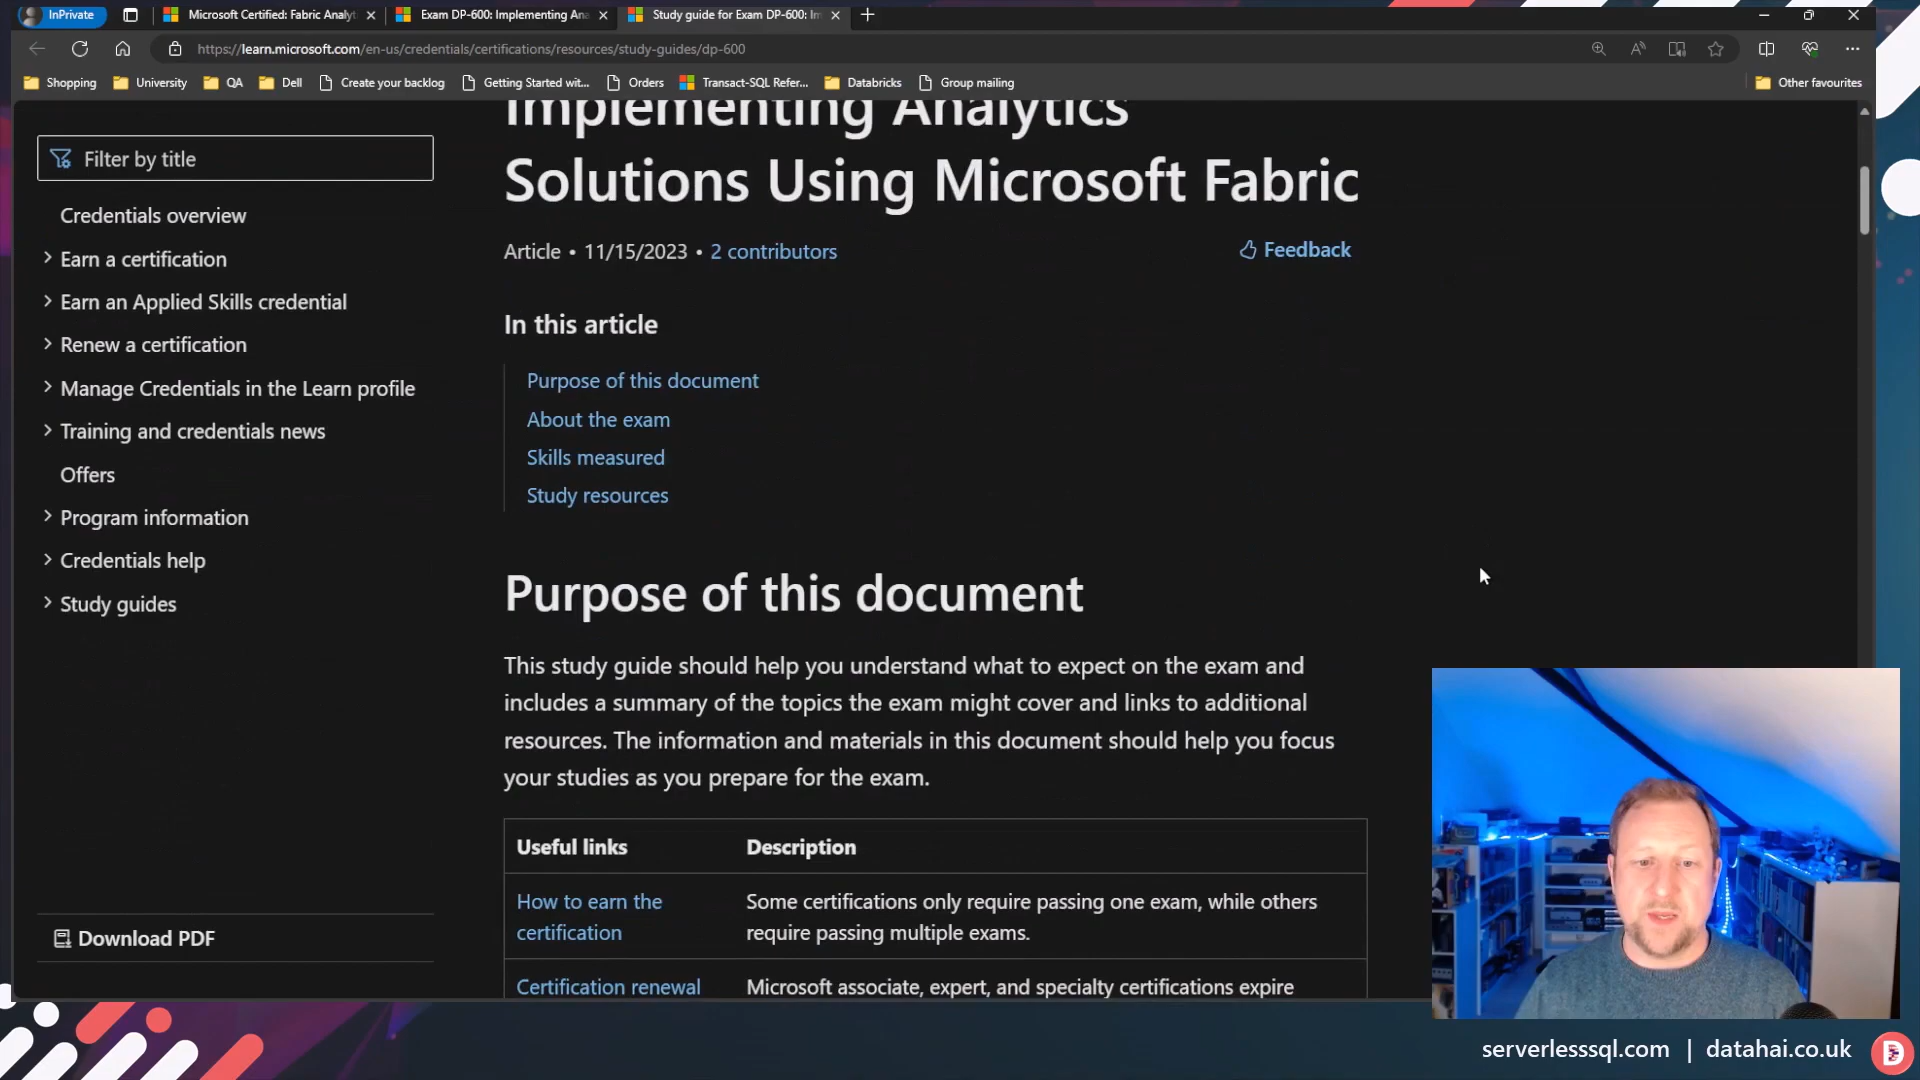 InPrivate
Microsoft Certified: Fabric Analyt
Exam DP-600: Implementing Ana
Study guide for Exam DP-600: Im
https://learn.microsoft.com/en-us/credentials/certifications/resources/study-guides/dp-600
Shopping
University
QA
Dell
Create your backlog
Getting Started wit...
Orders
Transact-SQL Refer...
Databricks
Group mailing
Other favourites
Filter by title
Credentials overview
Earn a certification
Earn an Applied Skills credential
Renew a certification
Manage Credentials in the Learn profile
Training and credentials news
Offers
Program information
Credentials help
Study guides
Download PDF
Implementing Analytics
Solutions Using Microsoft Fabric
Article • 11/15/2023 • 2 contributors
Feedback
In this article
Purpose of this document
About the exam
Skills measured
Study resources
Purpose of this document
This study guide should help you understand what to expect on the exam and
includes a summary of the topics the exam might cover and links to additional
resources. The information and materials in this document should help you focus
your studies as you prepare for the exam.
Useful links
Description
How to earn the
certification
Some certifications only require passing one exam, while others
require passing multiple exams.
Certification renewal
Microsoft associate, expert, and specialty certifications expire
serverlesssql.com | datahai.co.uk
D